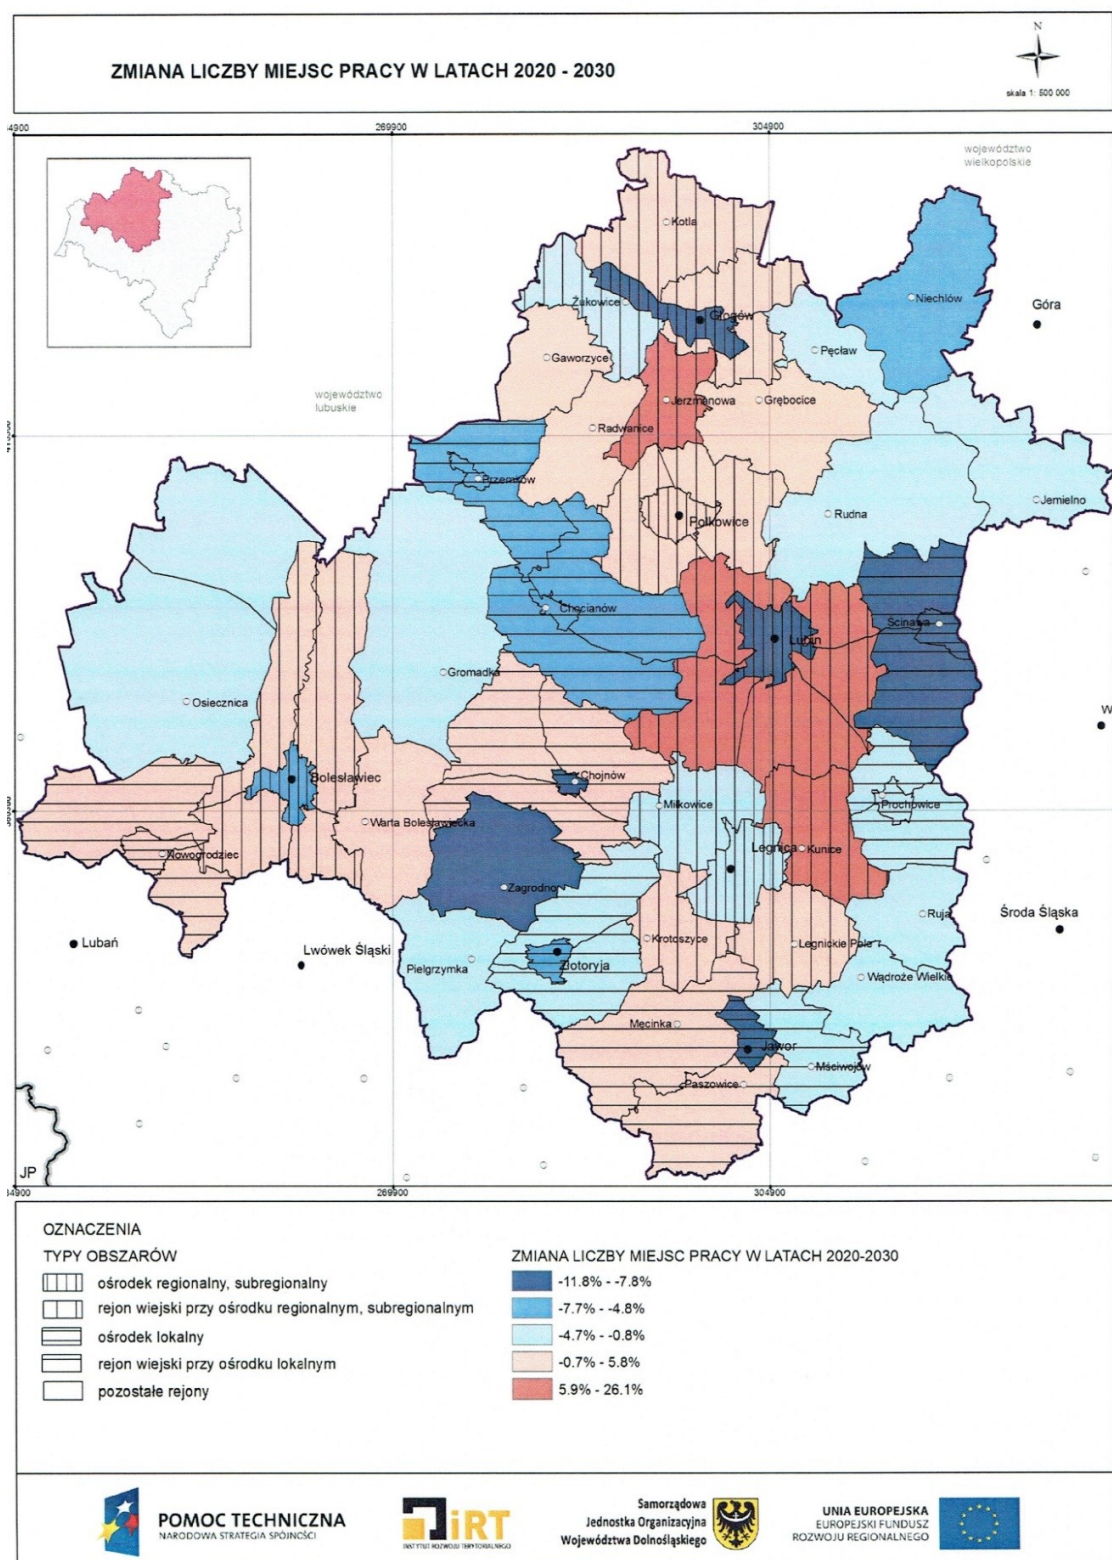 ZMIANA LICZBY MIEJSC PRACY W LATACH 2020 - 2030
N
skala 1: 500 000
269900
304900
województwo
wielkopolskie
Kotla
Niechlów
Góra
Żukowice
Głogów
Pęcław
Gaworzyce
województwo
lubuskie
Jerzmanowa
Grębocice
Radwanice
Przemków
Jemielno
Rudna
Polkowice
Chocianów
Ścinawa
Lubin
Gromadka
Osiecznica
W
Bolesławiec
Chojnów
Miłkowice
Prochowice
Warta Bolesławiecka
Legnica
Kunice
Nowogrodziec
Zagrodno
Ruja
Środa Śląska
Lubań
Krotoszyce
Legnickie Pole
Lwówek Śląski
Pielgrzymka
Złotoryja
Wądroże Wielkie
Męcinka
Jawor
Mściwojów
Paszowice
JP
34900
269900
304900
OZNACZENIA
TYPY OBSZARÓW
ośrodek regionalny, subregionalny
rejon wiejski przy ośrodku regionalnym, subregionalnym
ośrodek lokalny
rejon wiejski przy ośrodku lokalnym
pozostałe rejony
ZMIANA LICZBY MIEJSC PRACY W LATACH 2020-2030
-11.8% - -7.8%
-7.7% - -4.8%
-4.7% - -0.8%
-0.7% - 5.8%
5.9% - 26.1%
POMOC TECHNICZNA
NARODOWA STRATEGIA SPÓJNOŚCI
iRT
INSTYTUT ROZWOJU TERYTORIALNEGO
Samorządowa
Jednostka Organizacyjna
Województwa Dolnośląskiego
UNIA EUROPEJSKA
EUROPEJSKI FUNDUSZ
ROZWOJU REGIONALNEGO